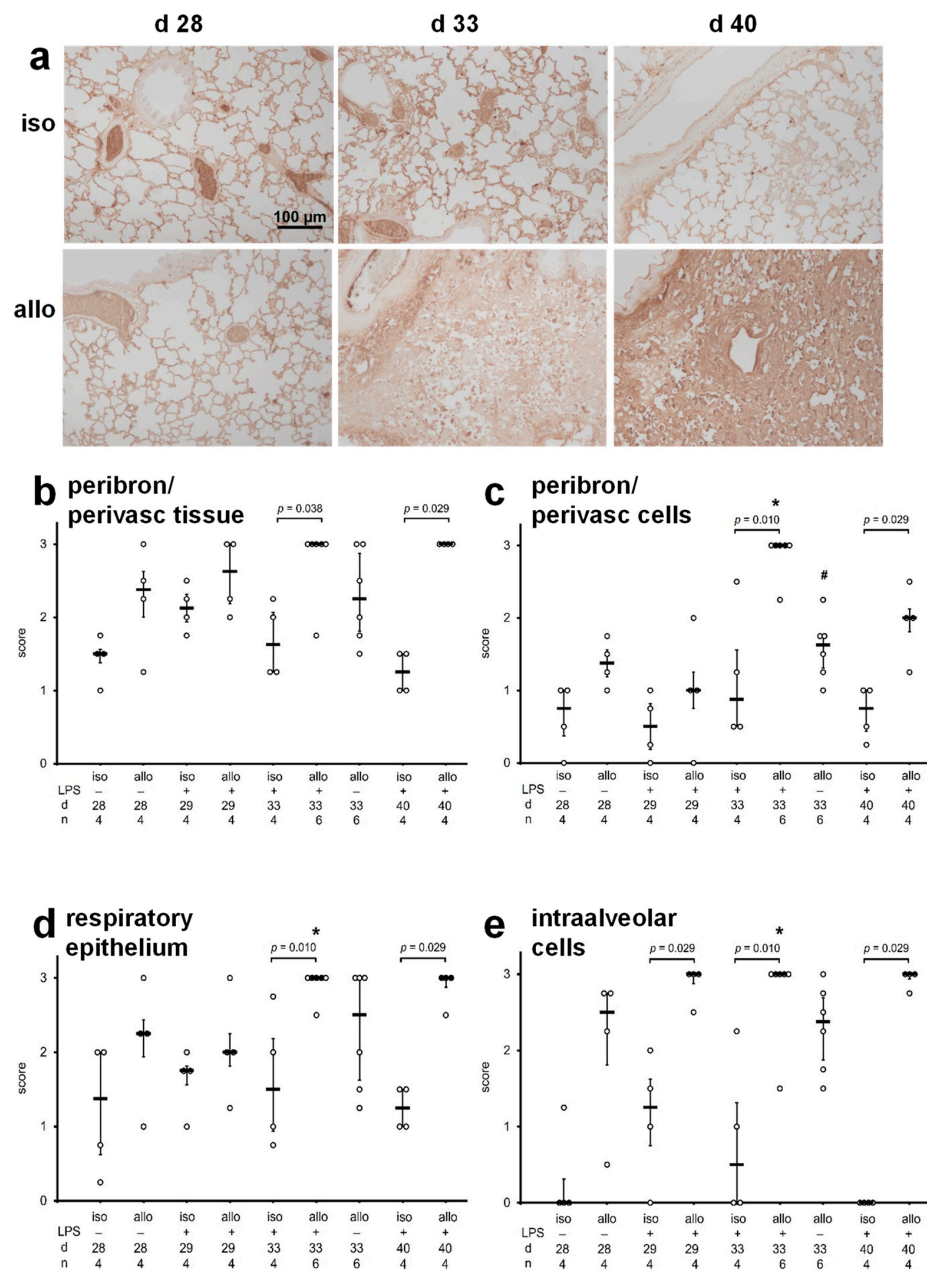 d 28 d 33 d 40
a
iso
100 µm
allo
b peribron/
perivasc tissue
p = 0.038
p = 0.029
3
2
1
0
score
iso allo iso allo iso allo allo iso allo
LPS – – + + + + – + +
d 28 28 29 29 33 33 33 40 40
n 4 4 4 4 4 6 6 4 4
c peribron/
perivasc cells
*
p = 0.010
p = 0.029
#
3
2
1
0
score
iso allo iso allo iso allo allo iso allo
LPS – – + + + + – + +
d 28 28 29 29 33 33 33 40 40
n 4 4 4 4 4 6 6 4 4
d respiratory
epithelium
*
p = 0.010
p = 0.029
3
2
1
0
score
iso allo iso allo iso allo allo iso allo
LPS – – + + + + – + +
d 28 28 29 29 33 33 33 40 40
n 4 4 4 4 4 6 6 4 4
e intraalveolar
cells
*
p = 0.029 p = 0.010 p = 0.029
3
2
1
0
score
iso allo iso allo iso allo allo iso allo
LPS – – + + + + – + +
d 28 28 29 29 33 33 33 40 40
n 4 4 4 4 4 6 6 4 4